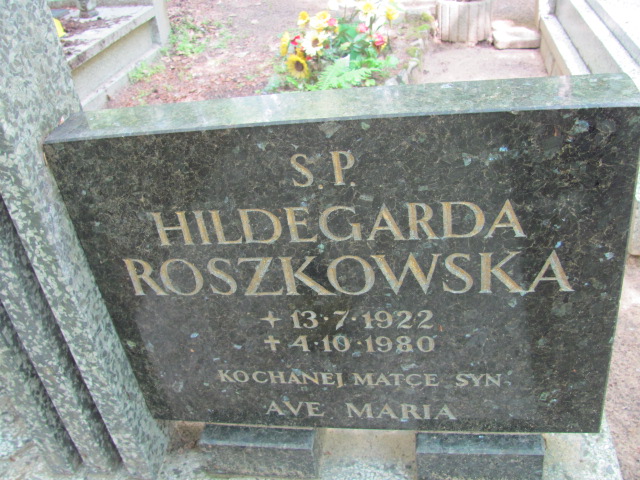 S.P.
HILDEGARDA
ROSZKOWSKA
+ 13·7·1922
+ 4·10·1980
KOCHANEJ MATCE SYN
AVE MARIA